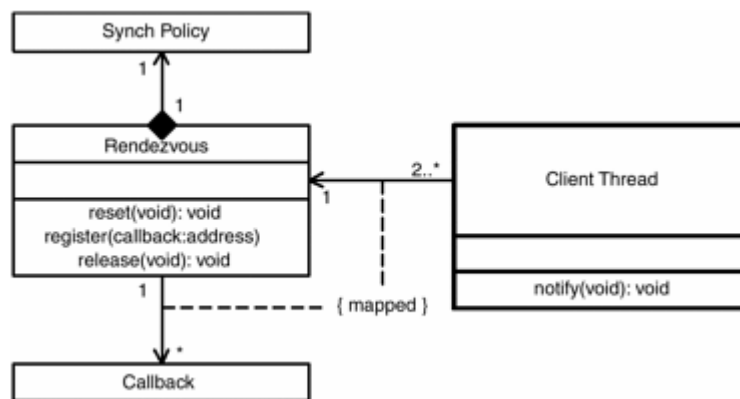 Synch Policy
1
1
Rendezvous
reset(void): void
register(callback:address)
release(void): void
2..*
1
Client Thread
notify(void): void
1
{ mapped }
*
Callback